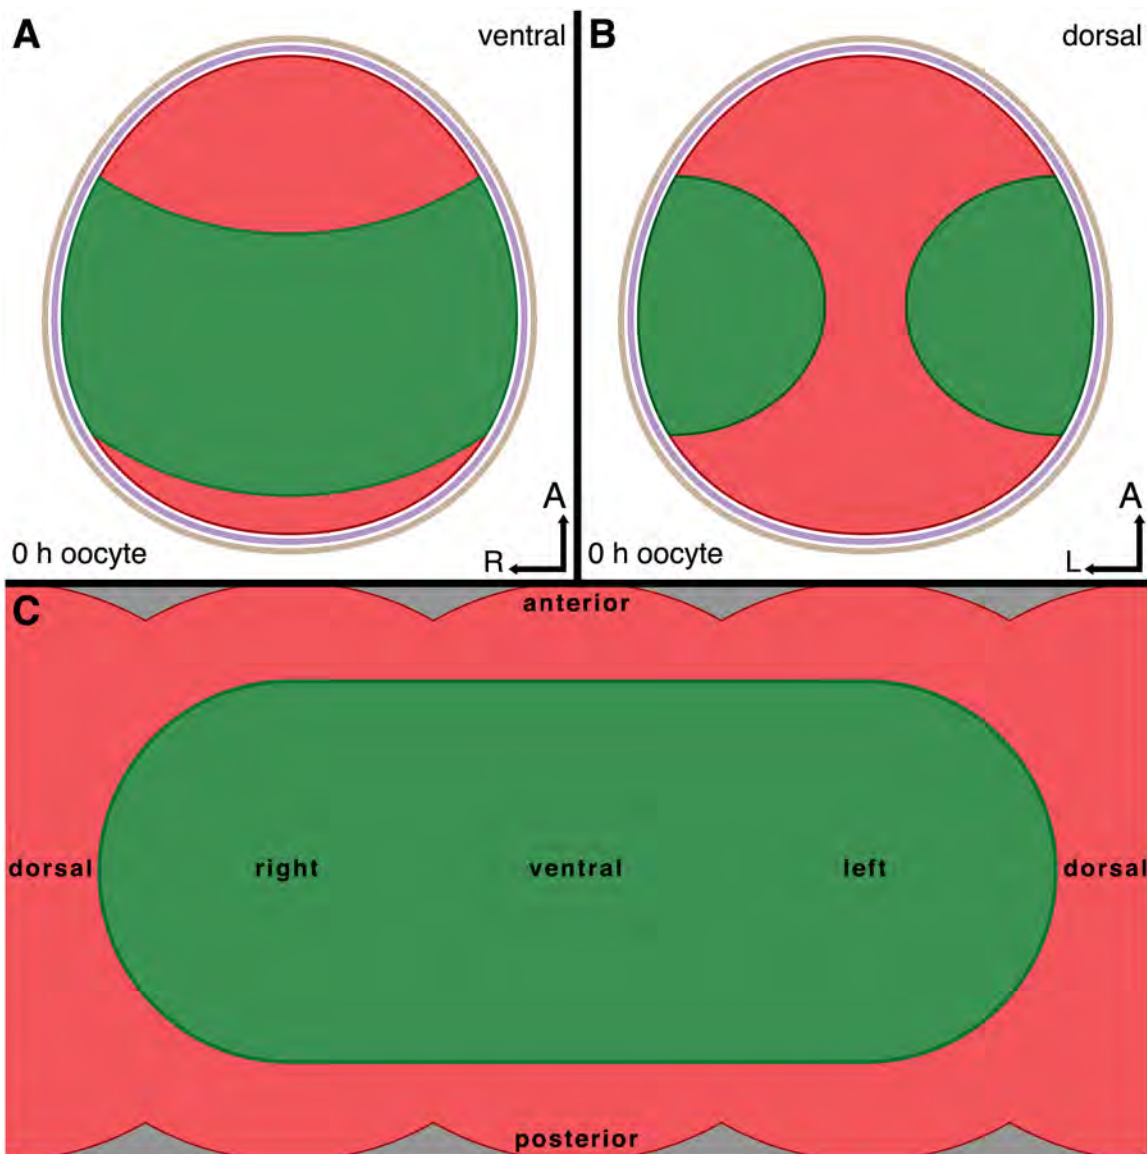 A
ventral
B
dorsal
A
R
0 h oocyte
A
L
0 h oocyte
C
anterior
dorsal
right
ventral
left
dorsal
posterior